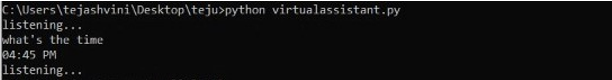 C:\Users\tejashvini\Desktop\teju>python virtualassistant.py
listening...
what's the time
04:45 PM
listening...